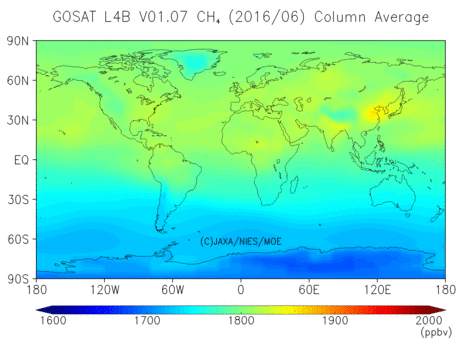 GOSAT L4B V01.07 CH₄ (2016/06) Column Average
90N
60N
30N
EQ
30S
60S
90S
(C)JAXA/NIES/MOE
180 120W 60W 0 60E 120E 180
1600 1700 1800 1900 2000
(ppbv)